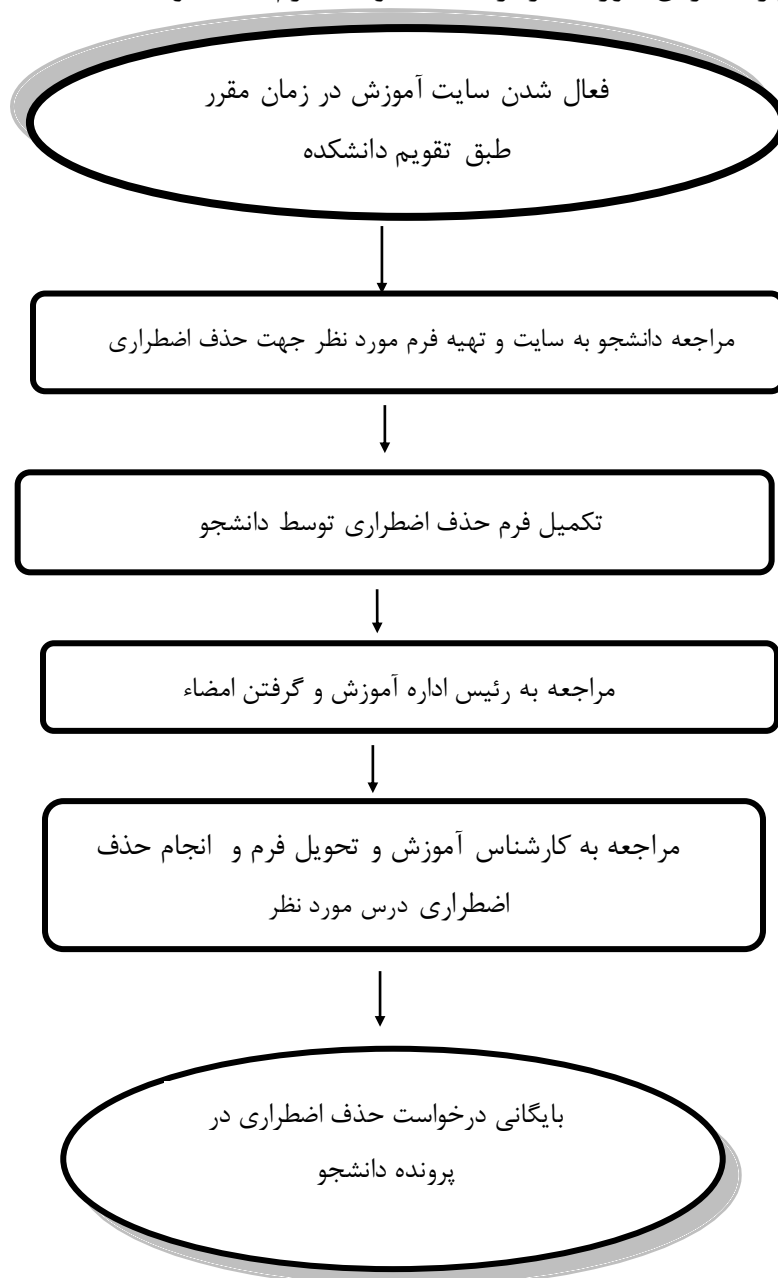 فعال شدن سایت آموزش در زمان مقرر
طبق تقویم دانشکده
مراجعه دانشجو به سایت و تهیه فرم مورد نظر جهت حذف اضطراری
تکمیل فرم حذف اضطراری توسط دانشجو
مراجعه به رئیس اداره آموزش و گرفتن امضاء
مراجعه به کارشناس آموزش و تحویل فرم و انجام حذف
اضطراری درس مورد نظر
بایگانی درخواست حذف اضطراری در
پرونده دانشجو